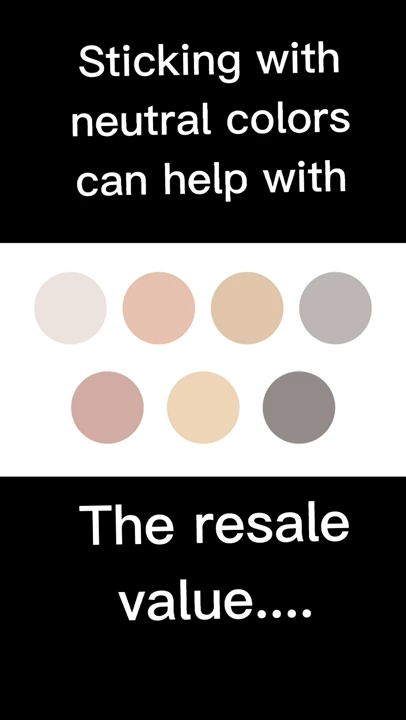 Sticking with
neutral colors
can help with
The resale
value....